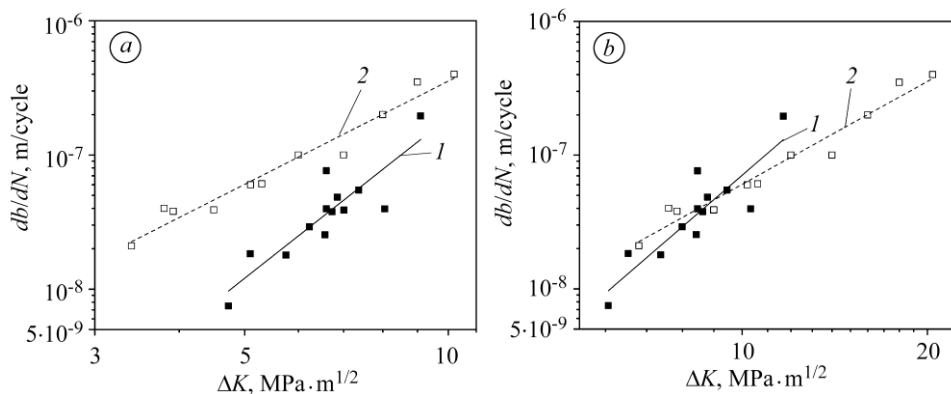 a
b
10⁻⁶
10⁻⁷
10⁻⁸
5·10⁻⁹
db/dN, m/cycle
2
1
3
5
10
ΔK, MPa·m¹/²
10⁻⁶
10⁻⁷
10⁻⁸
5·10⁻⁹
db/dN, m/cycle
1
2
10
20
ΔK, MPa·m¹/²